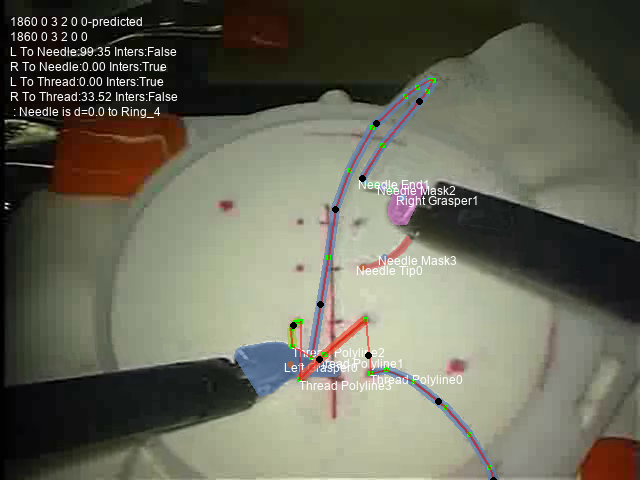 1860 0 3 2 0 0-predicted
1860 0 3 2 0 0
L To Needle:99.35 Inters:False
R To Needle:0.00 Inters:True
L To Thread:0.00 Inters:True
R To Thread:33.52 Inters:False
: Needle is d=0.0 to Ring_4
Needle End1
Needle Mask2
Right Grasper1
Needle Mask3
Needle Tip0
Thread Polyline2
Thread Polyline1
Left Grasper0
Thread Polyline0
Thread Polyline3